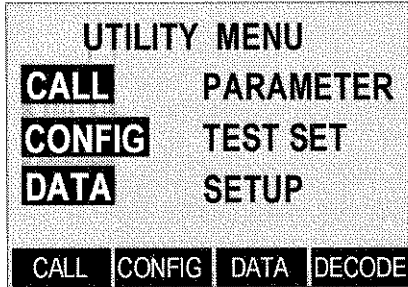 UTILITY MENU
CALL PARAMETER
CONFIG TEST SET
DATA SETUP
CALL CONFIG DATA DECODE